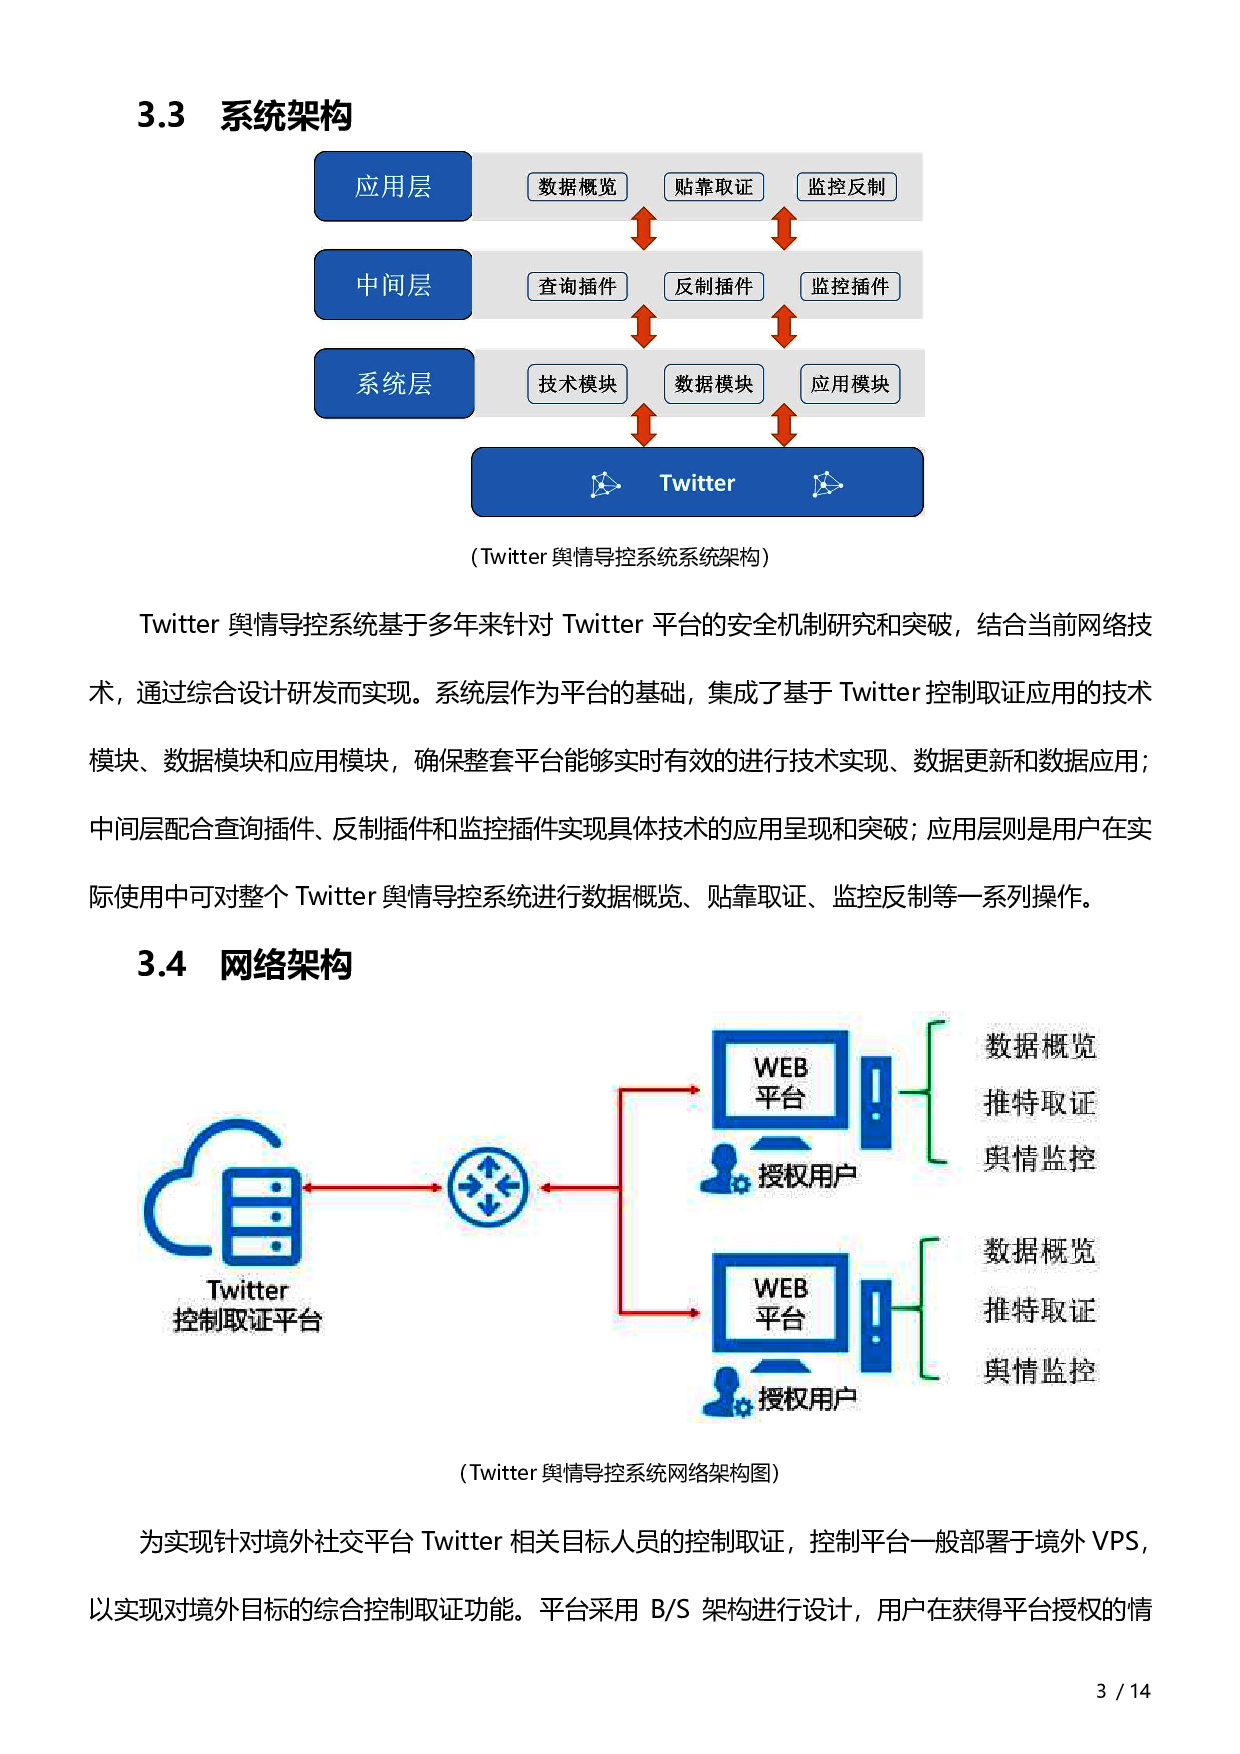 3.3 系统架构
应用层 数据概览 贴靠取证 监控反制
中间层 查询插件 反制插件 监控插件
系统层 技术模块 数据模块 应用模块
Twitter
（Twitter 舆情导控系统系统架构）
Twitter 舆情导控系统基于多年来针对 Twitter 平台的安全机制研究和突破，结合当前网络技
术，通过综合设计研发而实现。系统层作为平台的基础，集成了基于 Twitter 控制取证应用的技术
模块、数据模块和应用模块，确保整套平台能够实时有效的进行技术实现、数据更新和数据应用；
中间层配合查询插件、反制插件和监控插件实现具体技术的应用呈现和突破；应用层则是用户在实
际使用中可对整个 Twitter 舆情导控系统进行数据概览、贴靠取证、监控反制等一系列操作。
3.4 网络架构
Twitter
控制取证平台
WEB
平台
授权用户
数据概览
推特取证
舆情监控
WEB
平台
授权用户
数据概览
推特取证
舆情监控
（Twitter 舆情导控系统网络架构图）
为实现针对境外社交平台 Twitter 相关目标人员的控制取证，控制平台一般部署于境外 VPS，
以实现对境外目标的综合控制取证功能。平台采用 B/S 架构进行设计，用户在获得平台授权的情
3 / 14